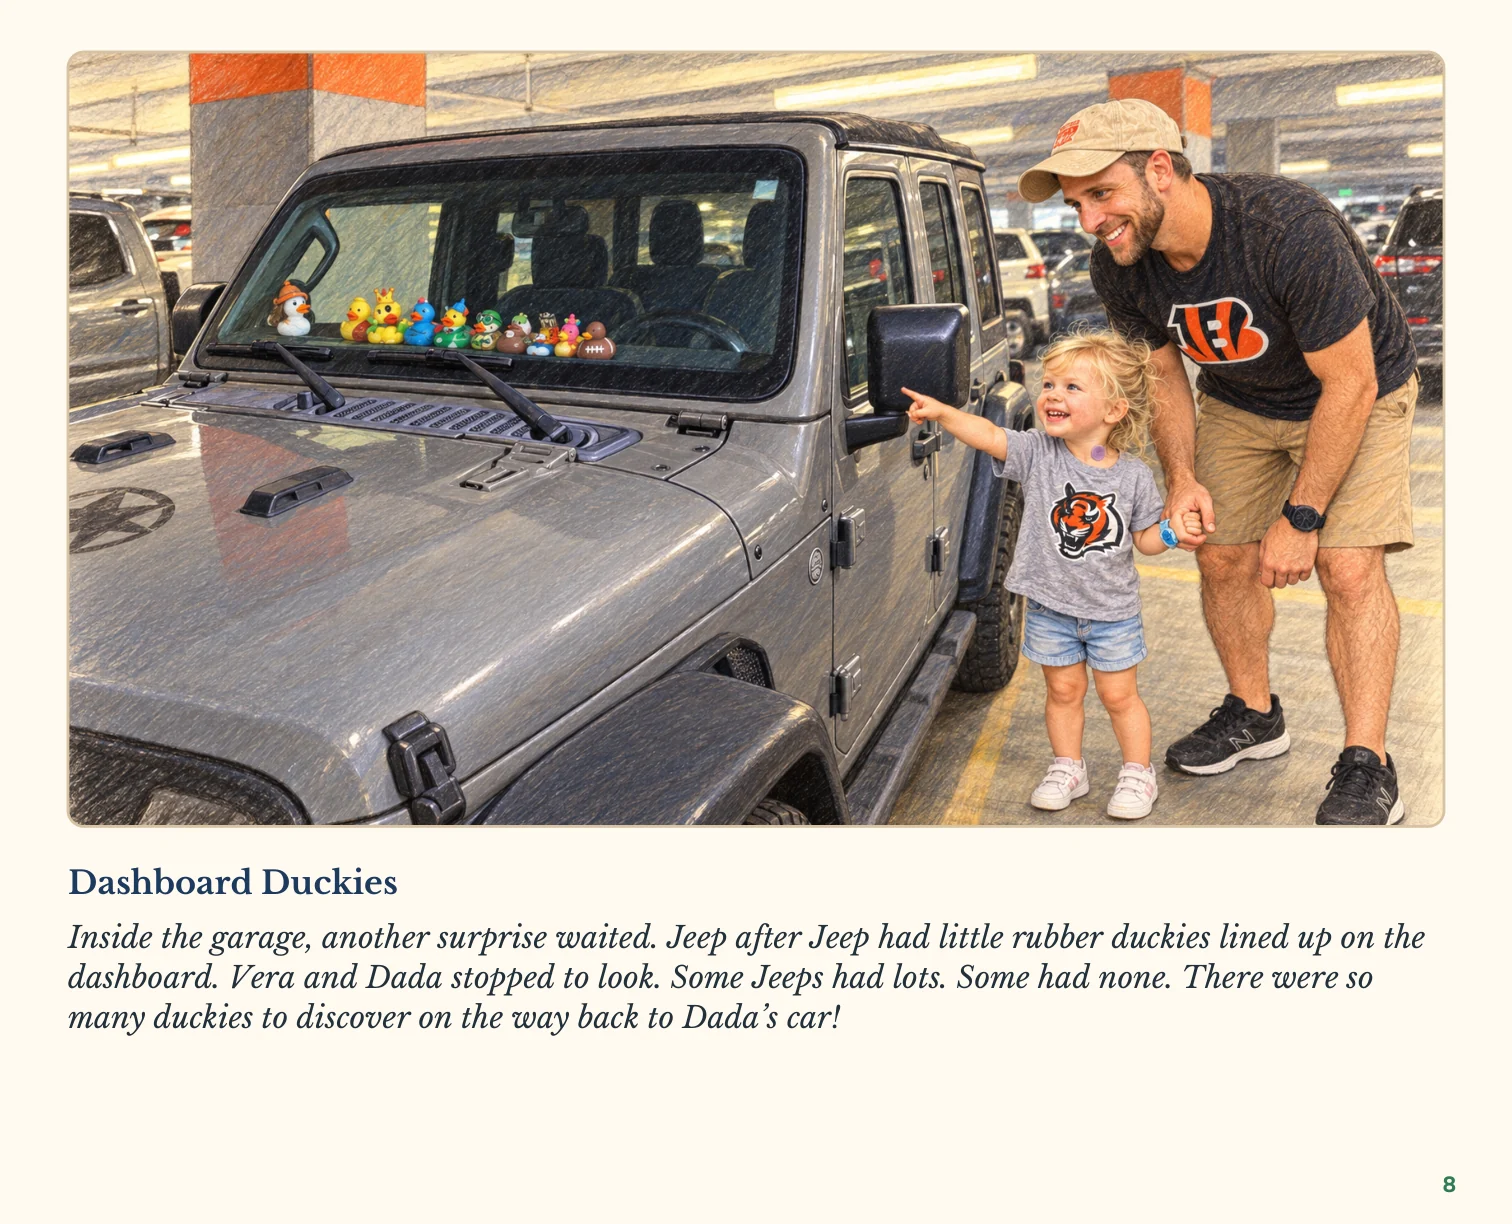 B
N
N
Dashboard Duckies
Inside the garage, another surprise waited. Jeep after Jeep had little rubber duckies lined up on the
dashboard. Vera and Dada stopped to look. Some Jeeps had lots. Some had none. There were so
many duckies to discover on the way back to Dada’s car!
8